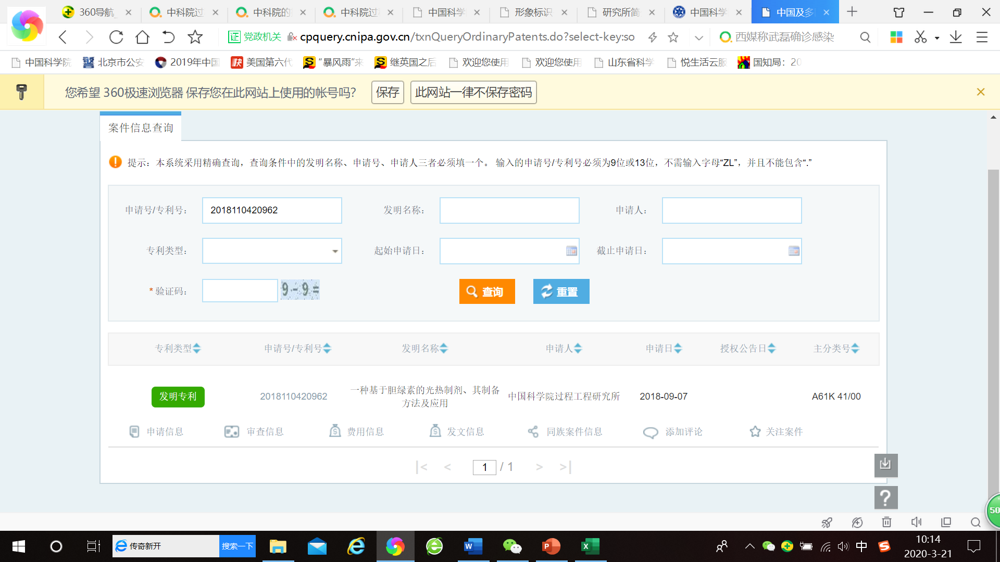 360导航_
中科院过
中科院的
中科院过
中国科学
形象标识
研究所简
中国科学
中国及多
证 党政机关 cpquery.cnipa.gov.cn/txnQueryOrdinaryPatents.do?select-key:so
西媒称武磊确诊感染
中国科学院
北京市公安
2019年中国
快 美国第六代
“暴风雨”来
继英国之后
欢迎您使用
欢迎您使用
山东省科学
悦生活云服
国知局：20
您希望 360极速浏览器 保存您在此网站上使用的帐号吗？ 保存 此网站一律不保存密码
案件信息查询
提示：本系统采用精确查询，查询条件中的发明名称、申请号、申请人三者必须填一个。 输入的申请号/专利号必须为9位或13位，不需输入字母“ZL”，并且不能包含“.”
申请号/专利号： 2018110420962 发明名称： 申请人：
专利类型： 起始申请日： 截止申请日：
*验证码： 9-9= 查询 重置
专利类型 申请号/专利号 发明名称 申请人 申请日 授权公告日 主分类号
发明专利 2018110420962 一种基于胆绿素的光热制剂、其制备方法及应用 中国科学院过程工程研究所 2018-09-07 A61K 41/00
申请信息 审查信息 费用信息 发文信息 同族案件信息 添加评论 关注案件
|< < 1 / 1 > >|
?
50
传奇新开 搜索一下
中
10:14
2020-3-21